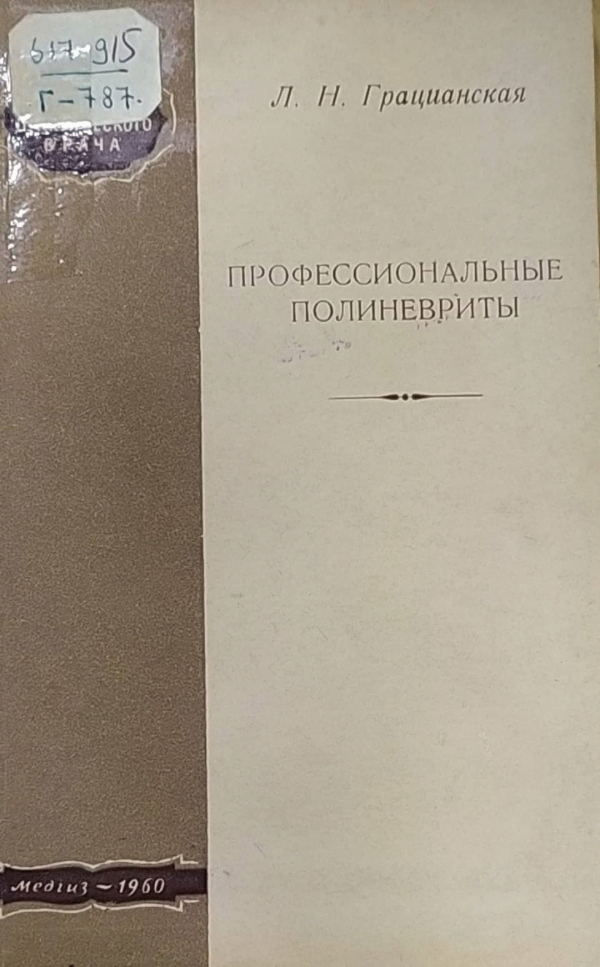 617-915
Г-787.
ВРАЧА
Л. Н. Грацианская
ПРОФЕССИОНАЛЬНЫЕ
ПОЛИНЕВРИТЫ
Медгиз - 1960